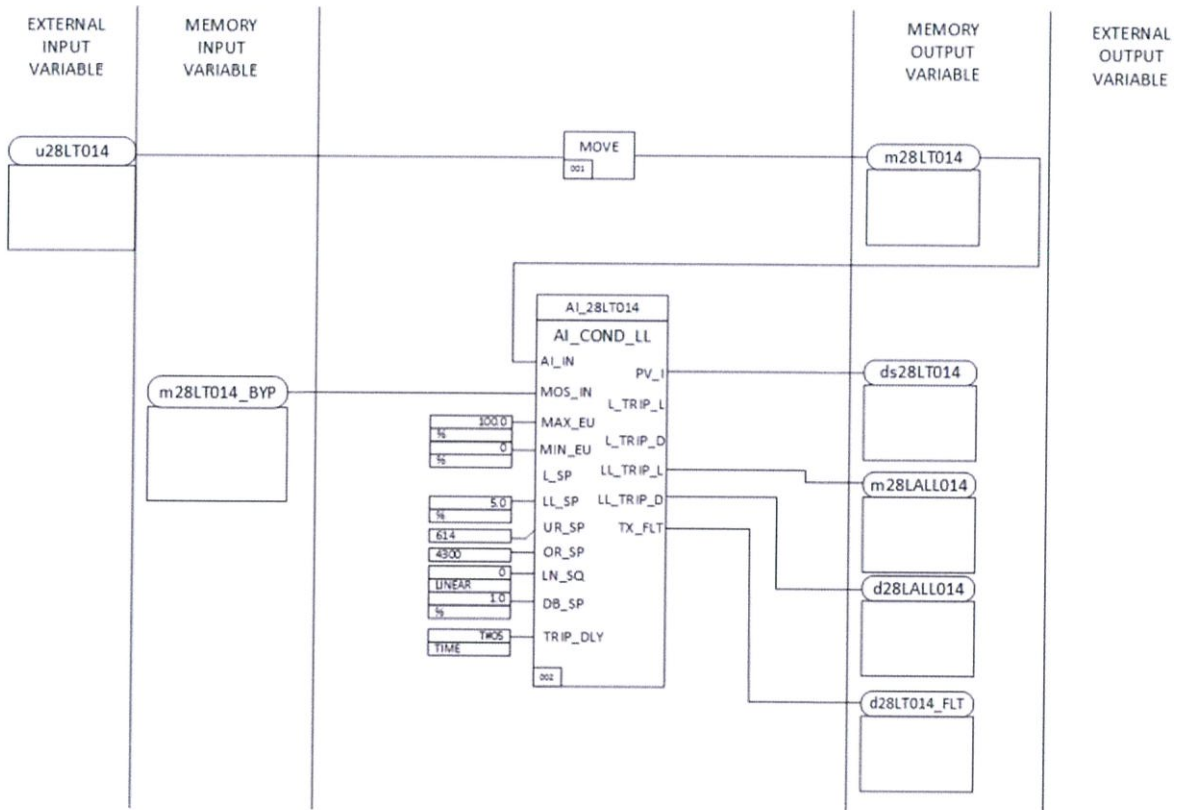 EXTERNAL
INPUT
VARIABLE
MEMORY
INPUT
VARIABLE
MEMORY
OUTPUT
VARIABLE
EXTERNAL
OUTPUT
VARIABLE
u28LT014
MOVE
001
m28LT014
AI_28LT014
AI_COND_LL
AI_IN
PV_I
ds28LT014
m28LT014_BYP
MOS_IN
L_TRIP_L
100.0
%
MAX_EU
0
%
MIN_EU
L_TRIP_D
L_SP
LL_TRIP_L
m28LALL014
5.0
%
LL_SP
LL_TRIP_D
614
UR_SP
TX_FLT
4300
OR_SP
0
LINEAR
LN_SQ
d28LALL014
1.0
%
DB_SP
T#0S
TIME
TRIP_DLY
002
d28LT014_FLT